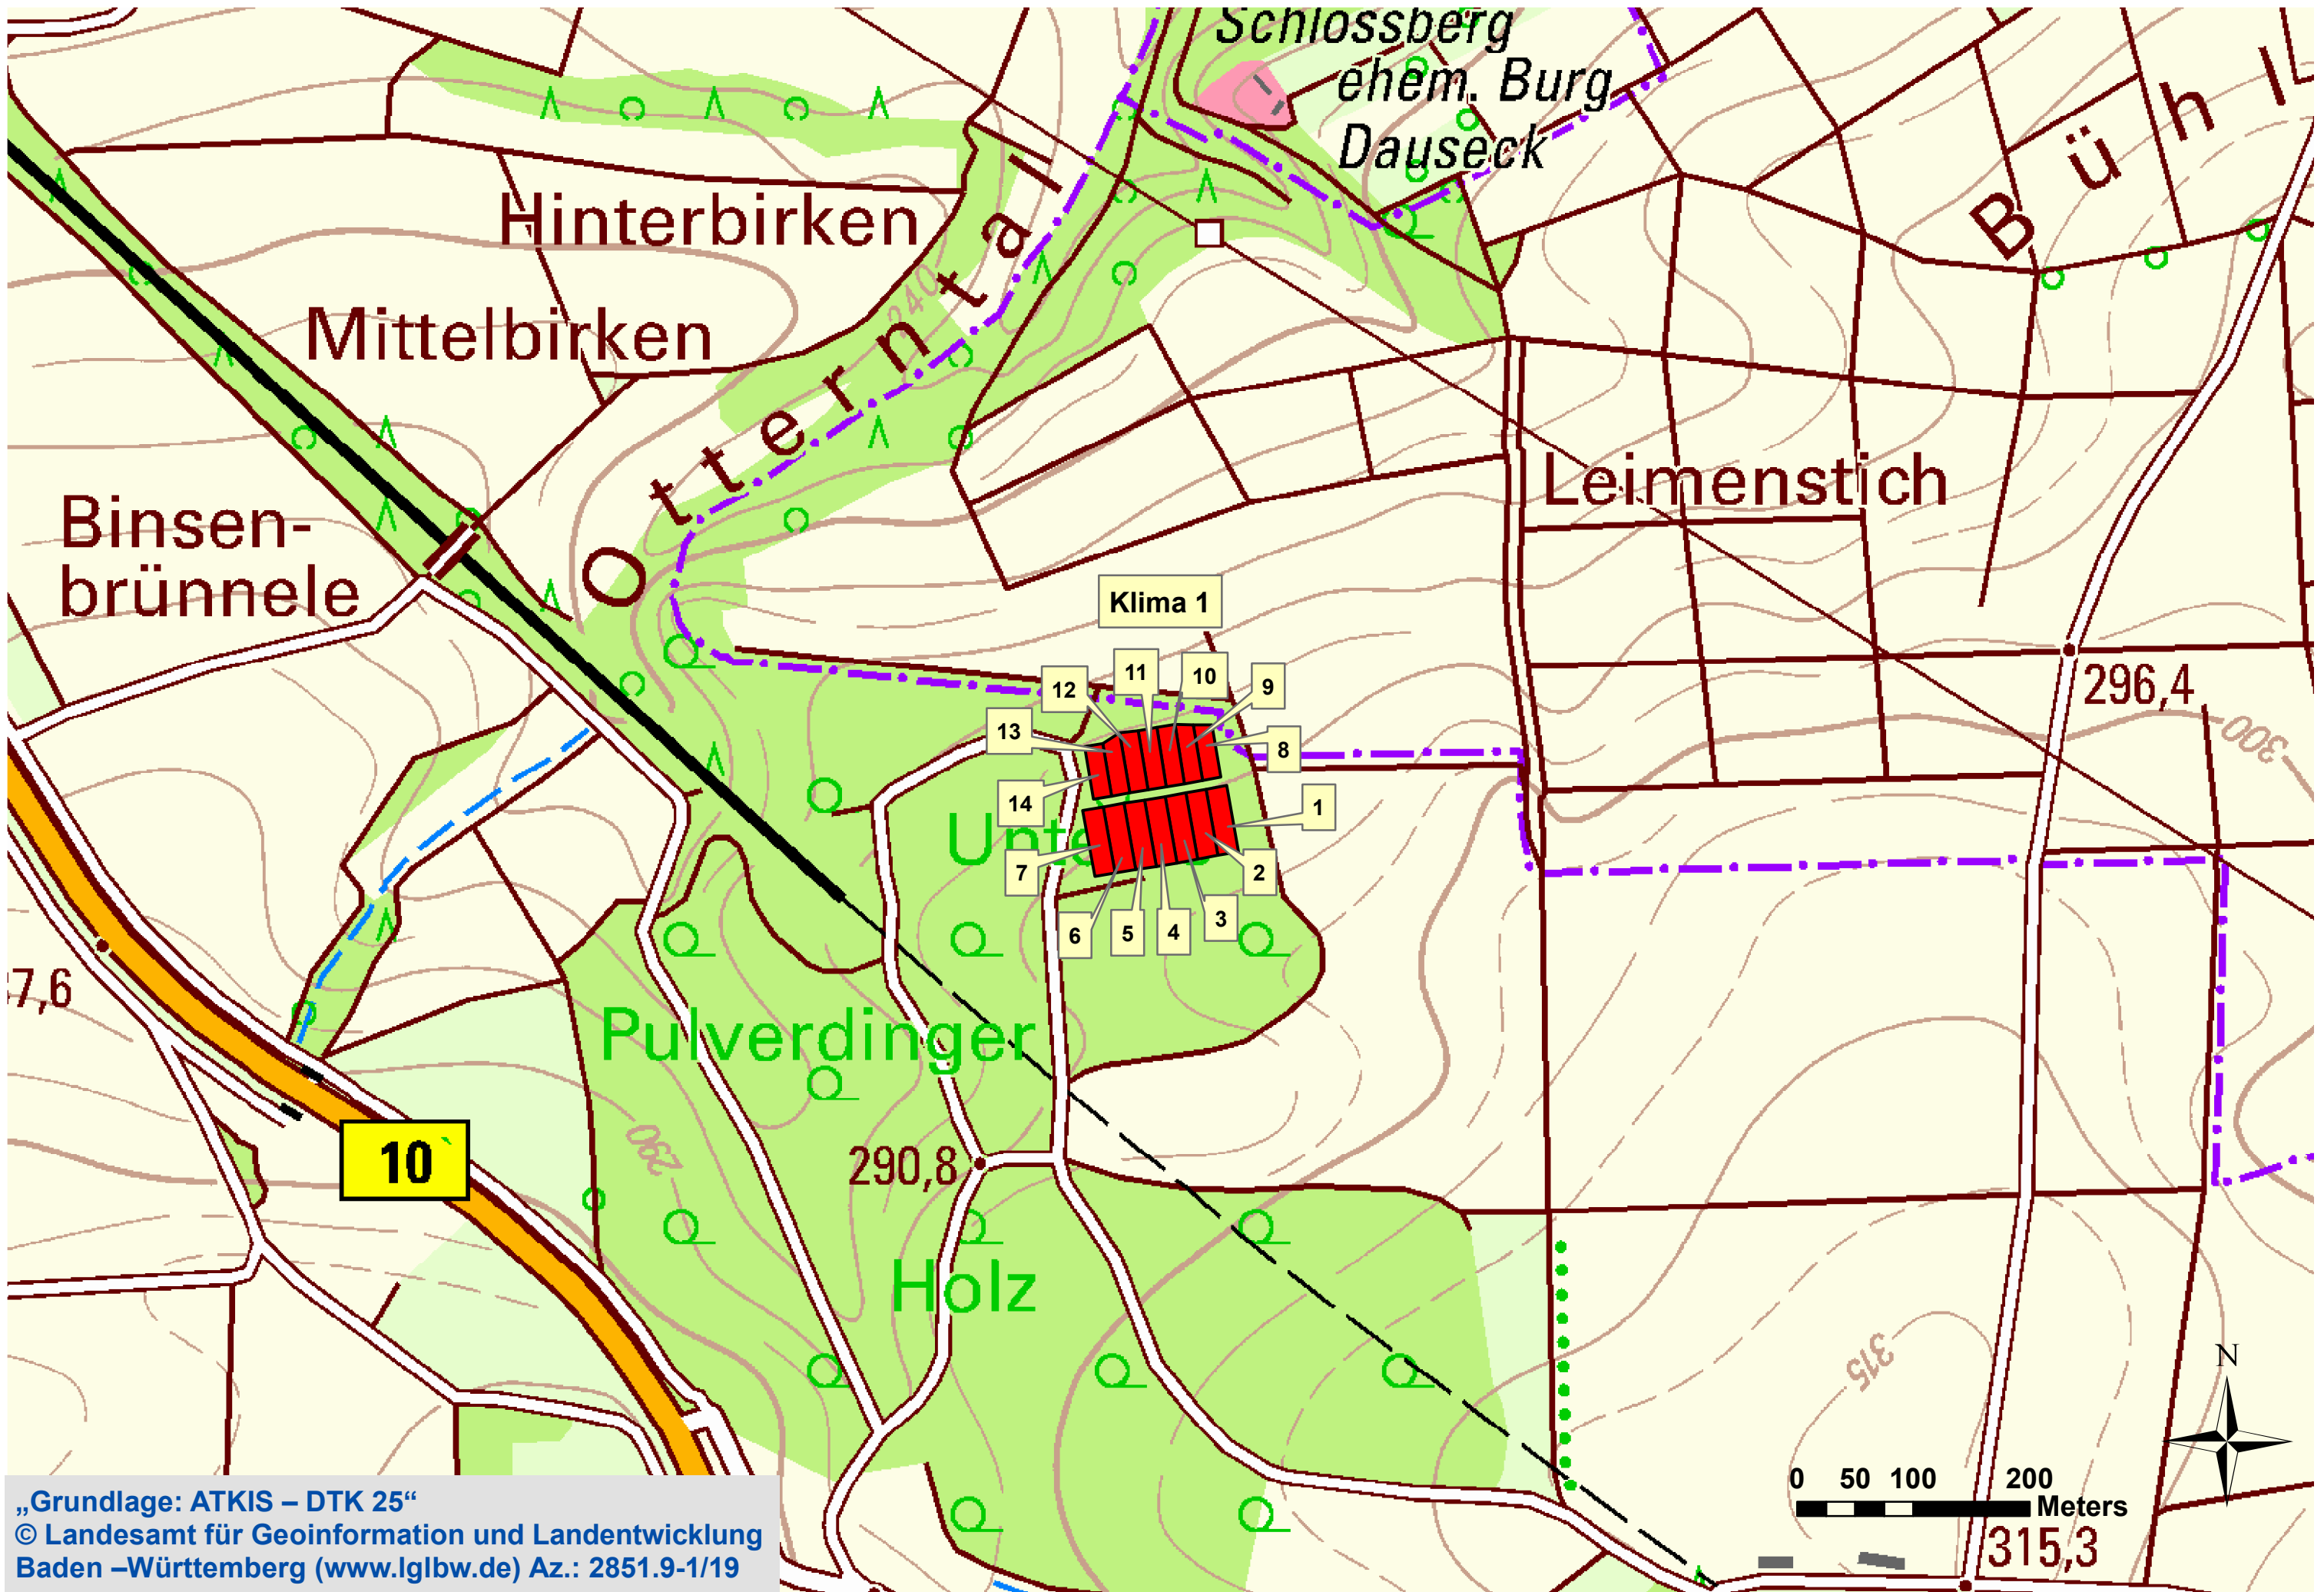 Schlossberg
ehem. Burg
Dauseck
Bühl
Hinterbirken
Mittelbirken
Otterntal
240
Binsen-
brünnele
Leimenstich
Klima 1
296,4
300
12
11
10
9
13
8
14
1
7
2
6
5
4
3
7,6
Pulverdinger
290
290,8
10
Holz
315
N
0 50 100 200
Meters
315,3
„Grundlage: ATKIS – DTK 25“
© Landesamt für Geoinformation und Landentwicklung
Baden –Württemberg (www.lglbw.de) Az.: 2851.9-1/19